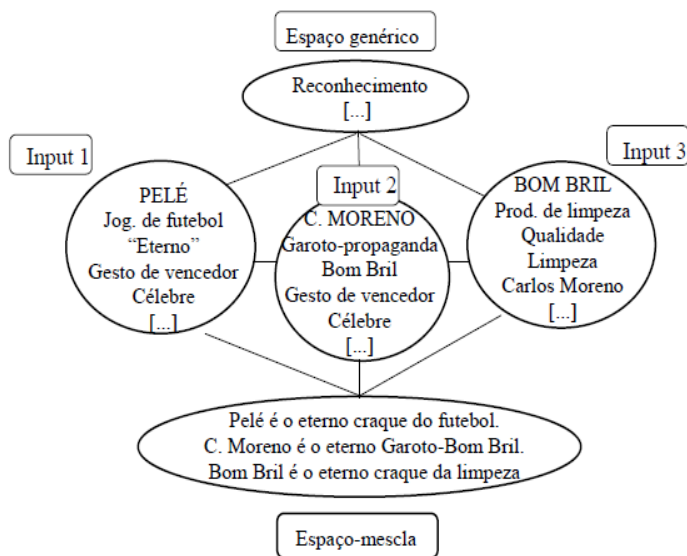 Espaço genérico
Reconhecimento
[...]
Input 1
PELÉ
Jog. de futebol
“Eterno”
Gesto de vencedor
Célebre
[...]
Input 2
C. MORENO
Garoto-propaganda
Bom Bril
Gesto de vencedor
Célebre
[...]
Input 3
BOM BRIL
Prod. de limpeza
Qualidade
Limpeza
Carlos Moreno
[...]
Pelé é o eterno craque do futebol.
C. Moreno é o eterno Garoto-Bom Bril.
Bom Bril é o eterno craque da limpeza
Espaço-mescla